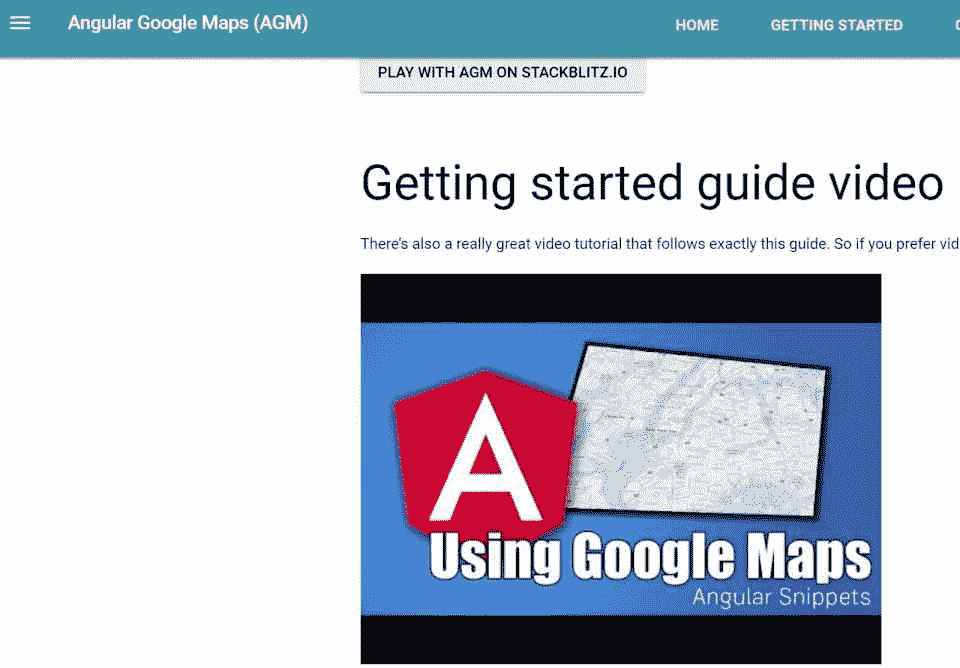 Angular Google Maps (AGM)
HOME
GETTING STARTED
PLAY WITH AGM ON STACKBLITZ.IO
Getting started guide video
There's also a really great video tutorial that follows exactly this guide. So if you prefer vid
A
Using Google Maps
Angular Snippets